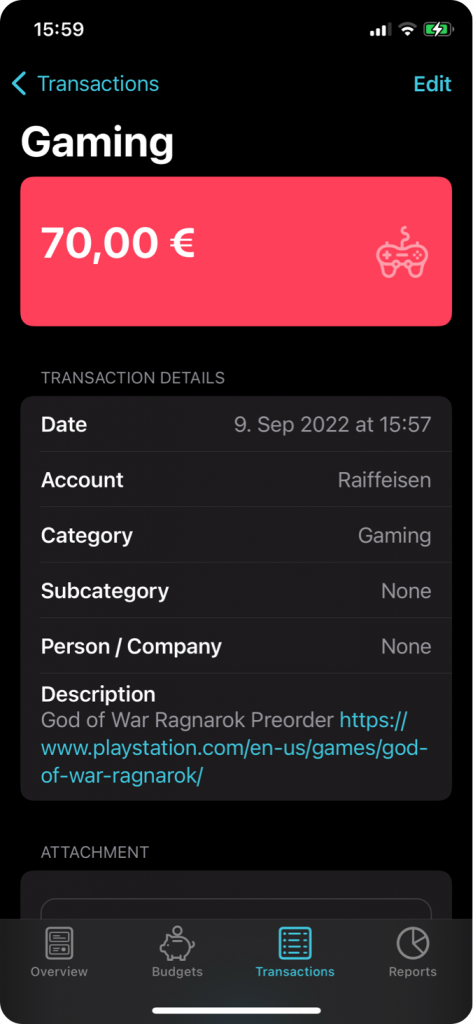 15:59
Transactions Edit
Gaming
70,00 €
TRANSACTION DETAILS
Date 9. Sep 2022 at 15:57
Account Raiffeisen
Category Gaming
Subcategory None
Person / Company None
Description
God of War Ragnarok Preorder https://
www.playstation.com/en-us/games/god-
of-war-ragnarok/
ATTACHMENT
Overview Budgets Transactions Reports